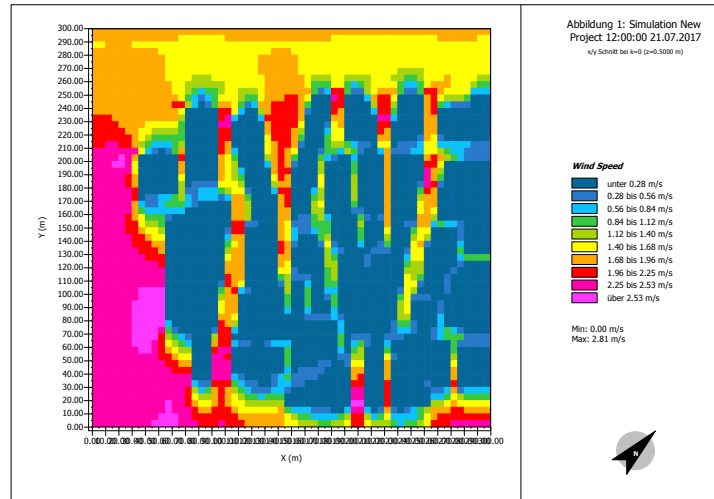 Abbildung 1: Simulation New
Project 12:00:00 21.07.2017
x/y Schnitt bei k=0 (z=0.5000 m)
300.00
290.00
280.00
270.00
260.00
250.00
240.00
230.00
220.00
210.00
200.00
190.00
180.00
170.00
160.00
150.00
140.00
130.00
120.00
110.00
100.00
90.00
80.00
70.00
60.00
50.00
40.00
30.00
20.00
10.00
0.00
Y (m)
X (m)
Wind Speed
unter 0.28 m/s
0.28 bis 0.56 m/s
0.56 bis 0.84 m/s
0.84 bis 1.12 m/s
1.12 bis 1.40 m/s
1.40 bis 1.68 m/s
1.68 bis 1.96 m/s
1.96 bis 2.25 m/s
2.25 bis 2.53 m/s
über 2.53 m/s
Min: 0.00 m/s
Max: 2.81 m/s
N